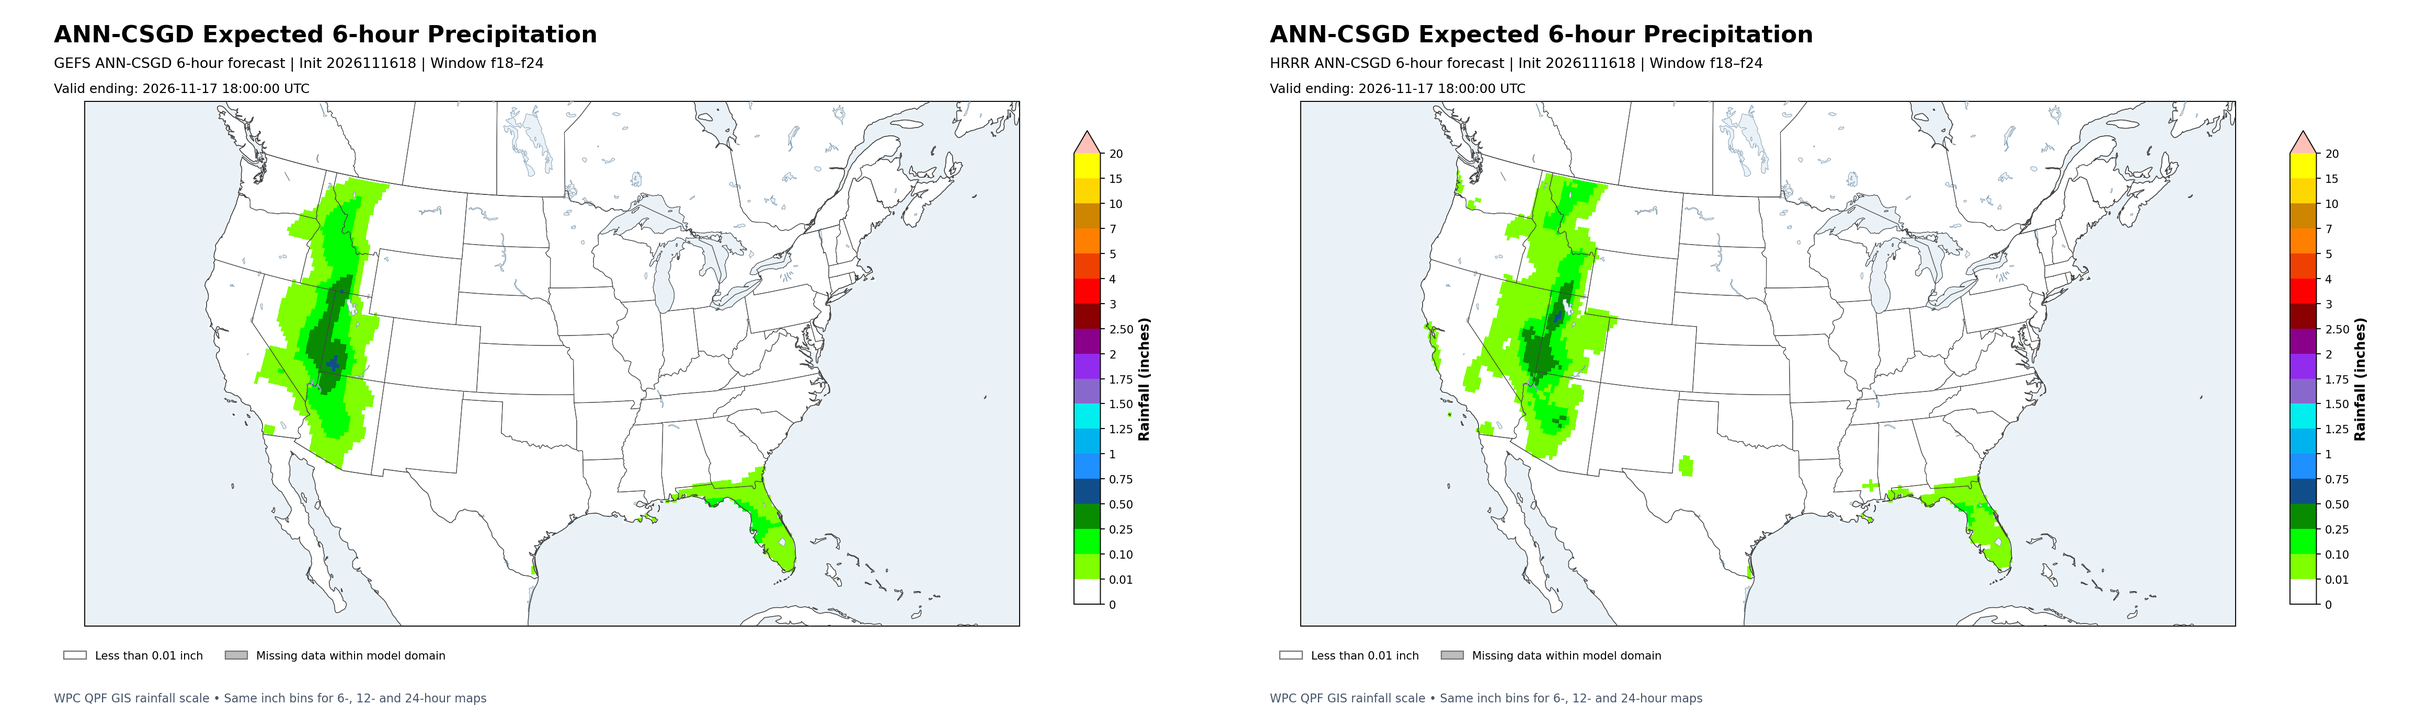 ANN-CSGD Expected 6-hour Precipitation
GEFS ANN-CSGD 6-hour forecast | Init 2026111618 | Window f18–f24
Valid ending: 2026-11-17 18:00:00 UTC
20
15
10
7
5
4
3
2.50
2
1.75
1.50
1.25
1
0.75
0.50
0.25
0.10
0.01
0
Rainfall (inches)
Less than 0.01 inch
Missing data within model domain
WPC QPF GIS rainfall scale • Same inch bins for 6-, 12- and 24-hour maps
ANN-CSGD Expected 6-hour Precipitation
HRRR ANN-CSGD 6-hour forecast | Init 2026111618 | Window f18–f24
Valid ending: 2026-11-17 18:00:00 UTC
20
15
10
7
5
4
3
2.50
2
1.75
1.50
1.25
1
0.75
0.50
0.25
0.10
0.01
0
Rainfall (inches)
Less than 0.01 inch
Missing data within model domain
WPC QPF GIS rainfall scale • Same inch bins for 6-, 12- and 24-hour maps